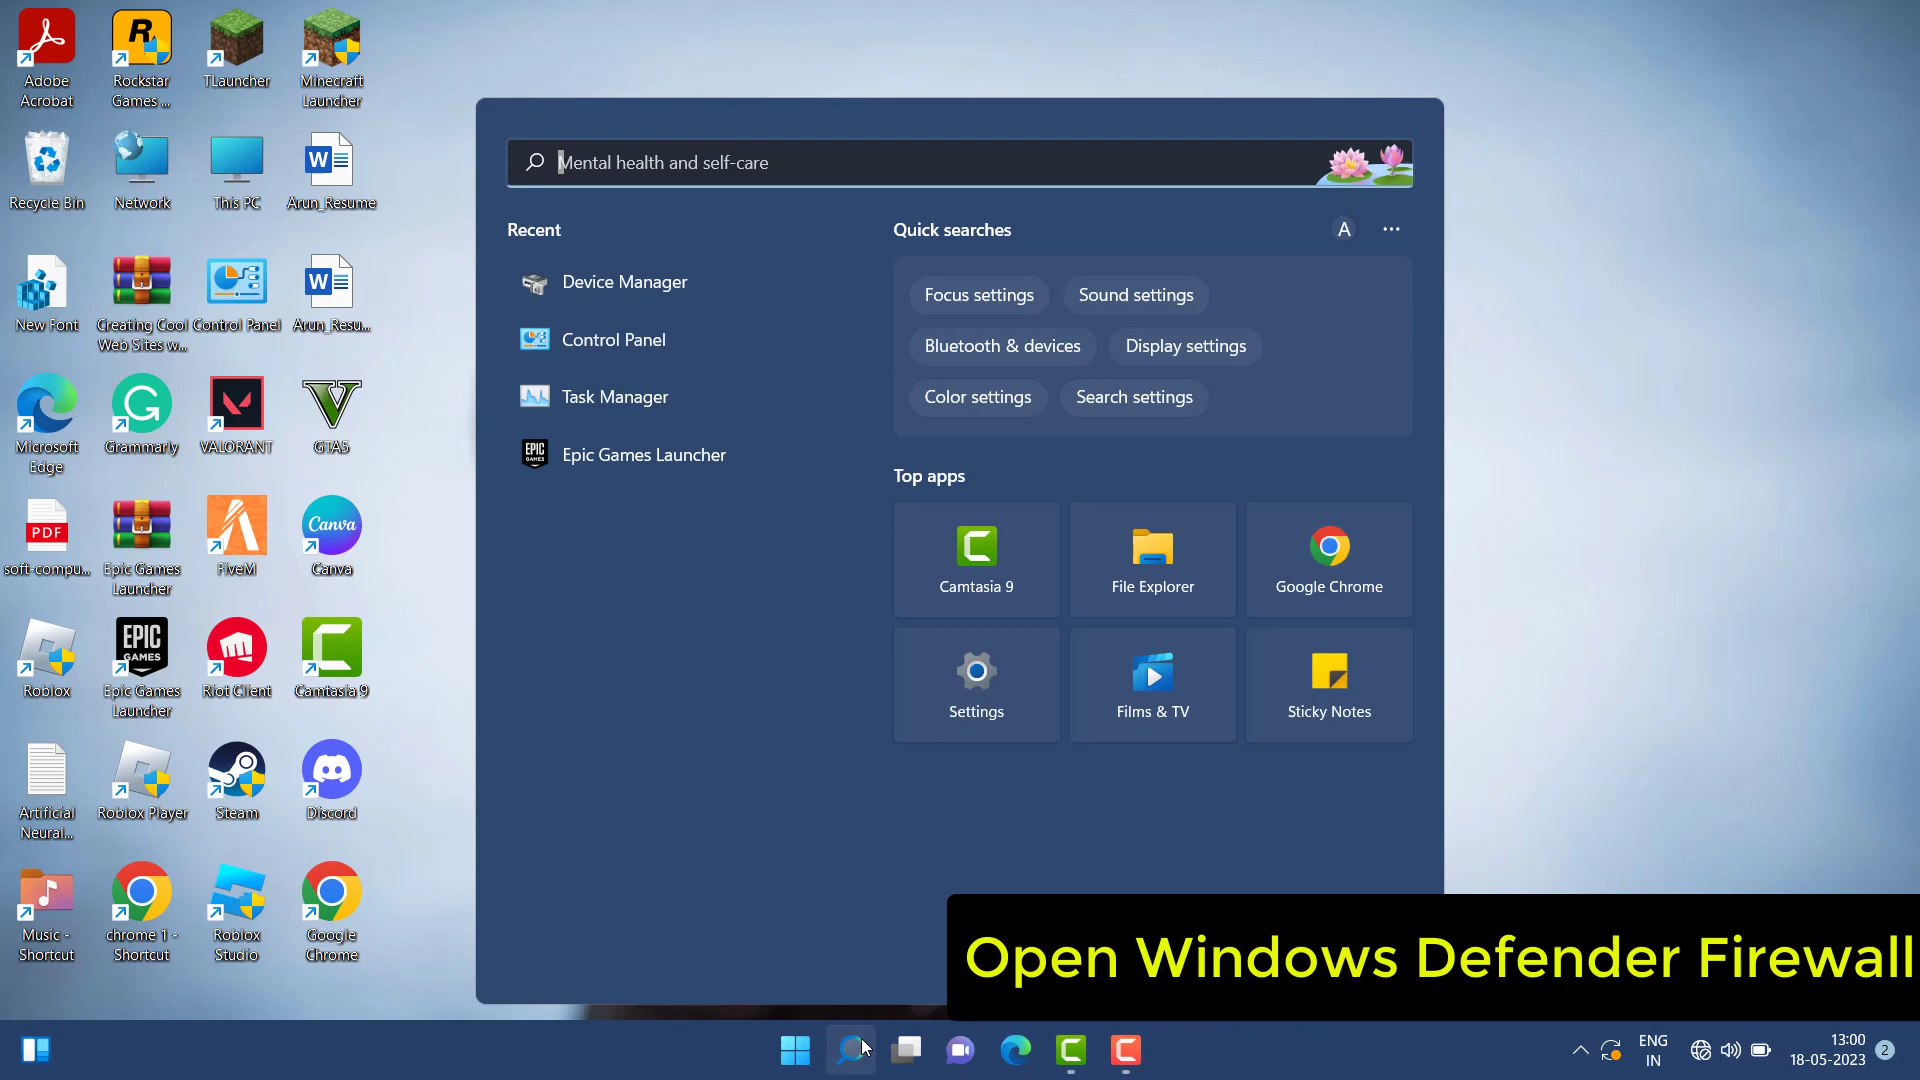 Adobe
Acrobat
Rockstar
Games ...
TLauncher
Minecraft
Launcher
Recycle Bin
Network
This PC
Arun_Resume
New Font
Creating Cool
Web Sites w...
Control Panel
Arun_Resu...
Microsoft
Edge
Grammarly
VALORANT
GTA5
PDF
soft-compu...
Epic Games
Launcher
FiveM
Canva
Canva
Roblox
EPIC
GAMES
Epic Games
Launcher
Riot Client
Camtasia 9
Artificial
Neural...
Roblox Player
Steam
Discord
Music -
Shortcut
chrome 1 -
Shortcut
Roblox
Studio
Google
Chrome
Mental health and self-care
Recent
Device Manager
Control Panel
Task Manager
EPIC
GAMES
Epic Games Launcher
Quick searches
A
Focus settings
Sound settings
Bluetooth & devices
Display settings
Color settings
Search settings
Top apps
Camtasia 9
File Explorer
Google Chrome
Settings
Films & TV
Sticky Notes
Open Windows Defender Firewall
ENG
IN
13:00
18-05-2023
2